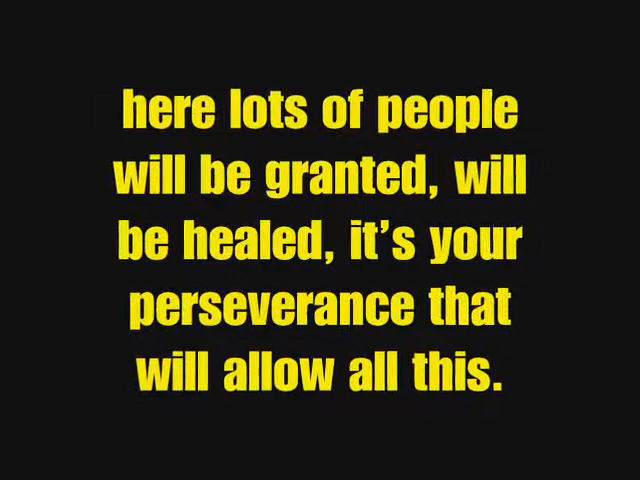 here lots of people
will be granted, will
be healed, it’s your
perseverance that
will allow all this.